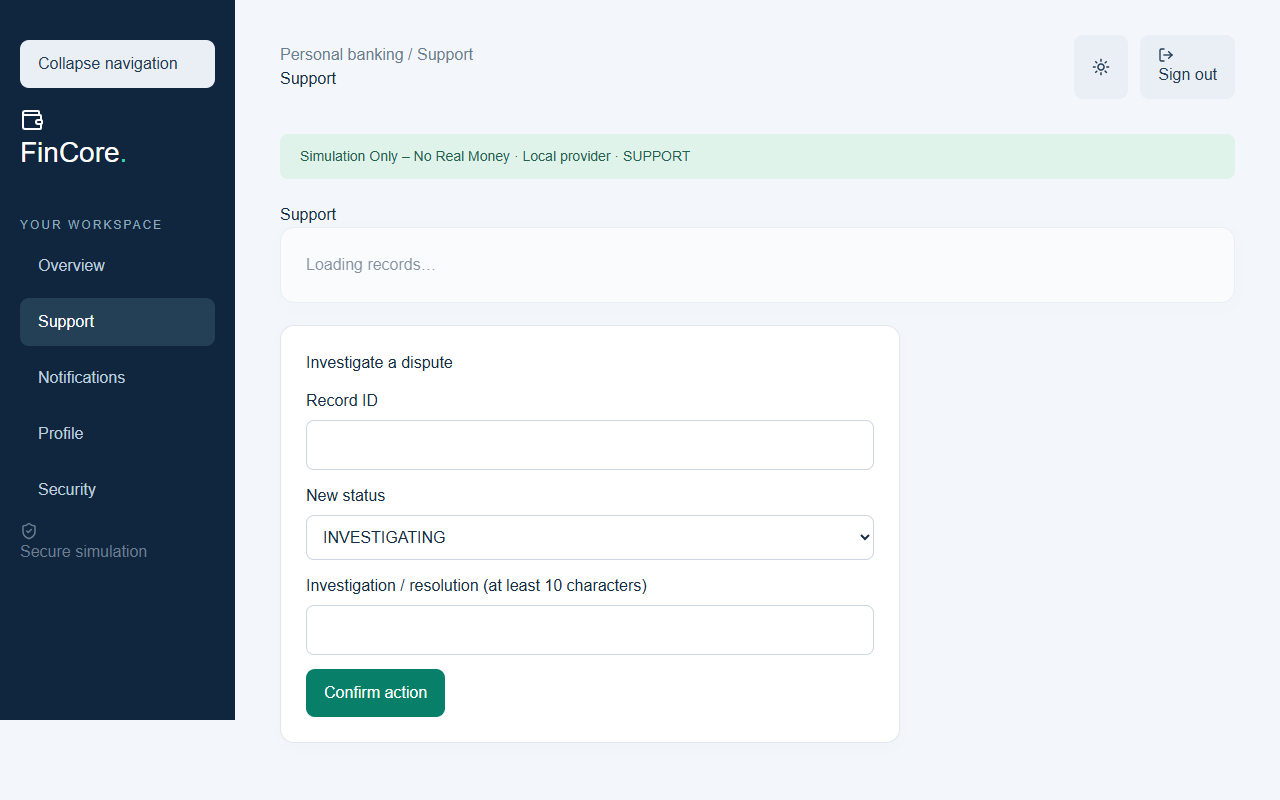 Collapse navigation
FinCore.
YOUR WORKSPACE
Overview
Support
Notifications
Profile
Security
Secure simulation
Personal banking / Support
Support
Sign out
Simulation Only – No Real Money · Local provider · SUPPORT
Support
Loading records…
Investigate a dispute
Record ID
New status
INVESTIGATING
Investigation / resolution (at least 10 characters)
Confirm action